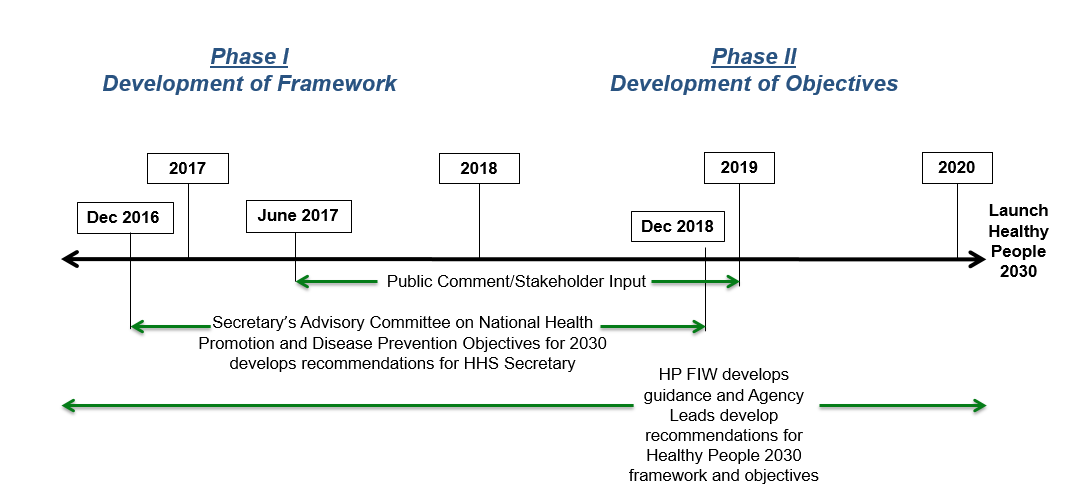 Phase I
Development of Framework
Phase II
Development of Objectives
2017
2018
2019
2020
Dec 2016
June 2017
Dec 2018
Launch
Healthy
People
2030
Public Comment/Stakeholder Input
Secretary’s Advisory Committee on National Health
Promotion and Disease Prevention Objectives for 2030
develops recommendations for HHS Secretary
HP FIW develops
guidance and Agency
Leads develop
recommendations for
Healthy People 2030
framework and objectives